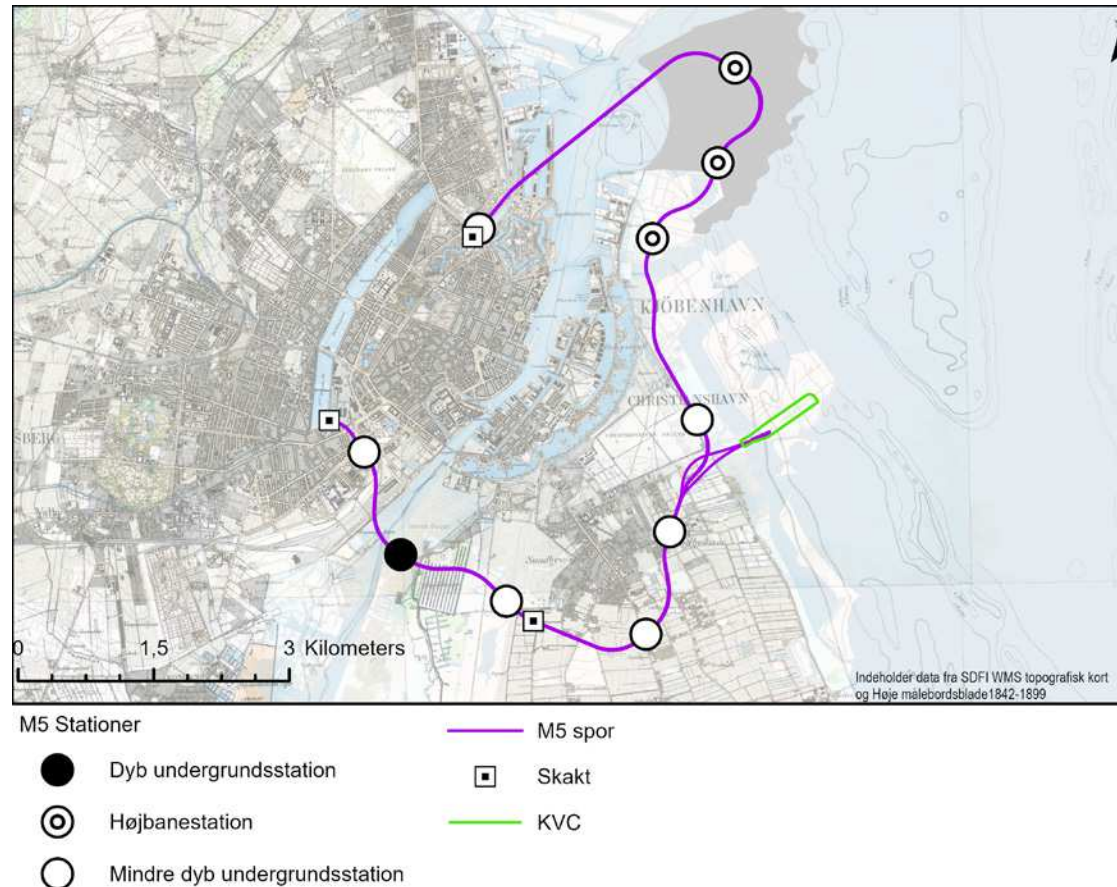 KJÖBENHAVN
CHRISTIANSHAVN
0 1,5 3 Kilometers
Indeholder data fra SDFI WMS topografisk kort
og Høje målebordsblade1842-1899
M5 Stationer
M5 spor
Dyb undergrundsstation
Skakt
Højbanestation
KVC
Mindre dyb undergrundsstation